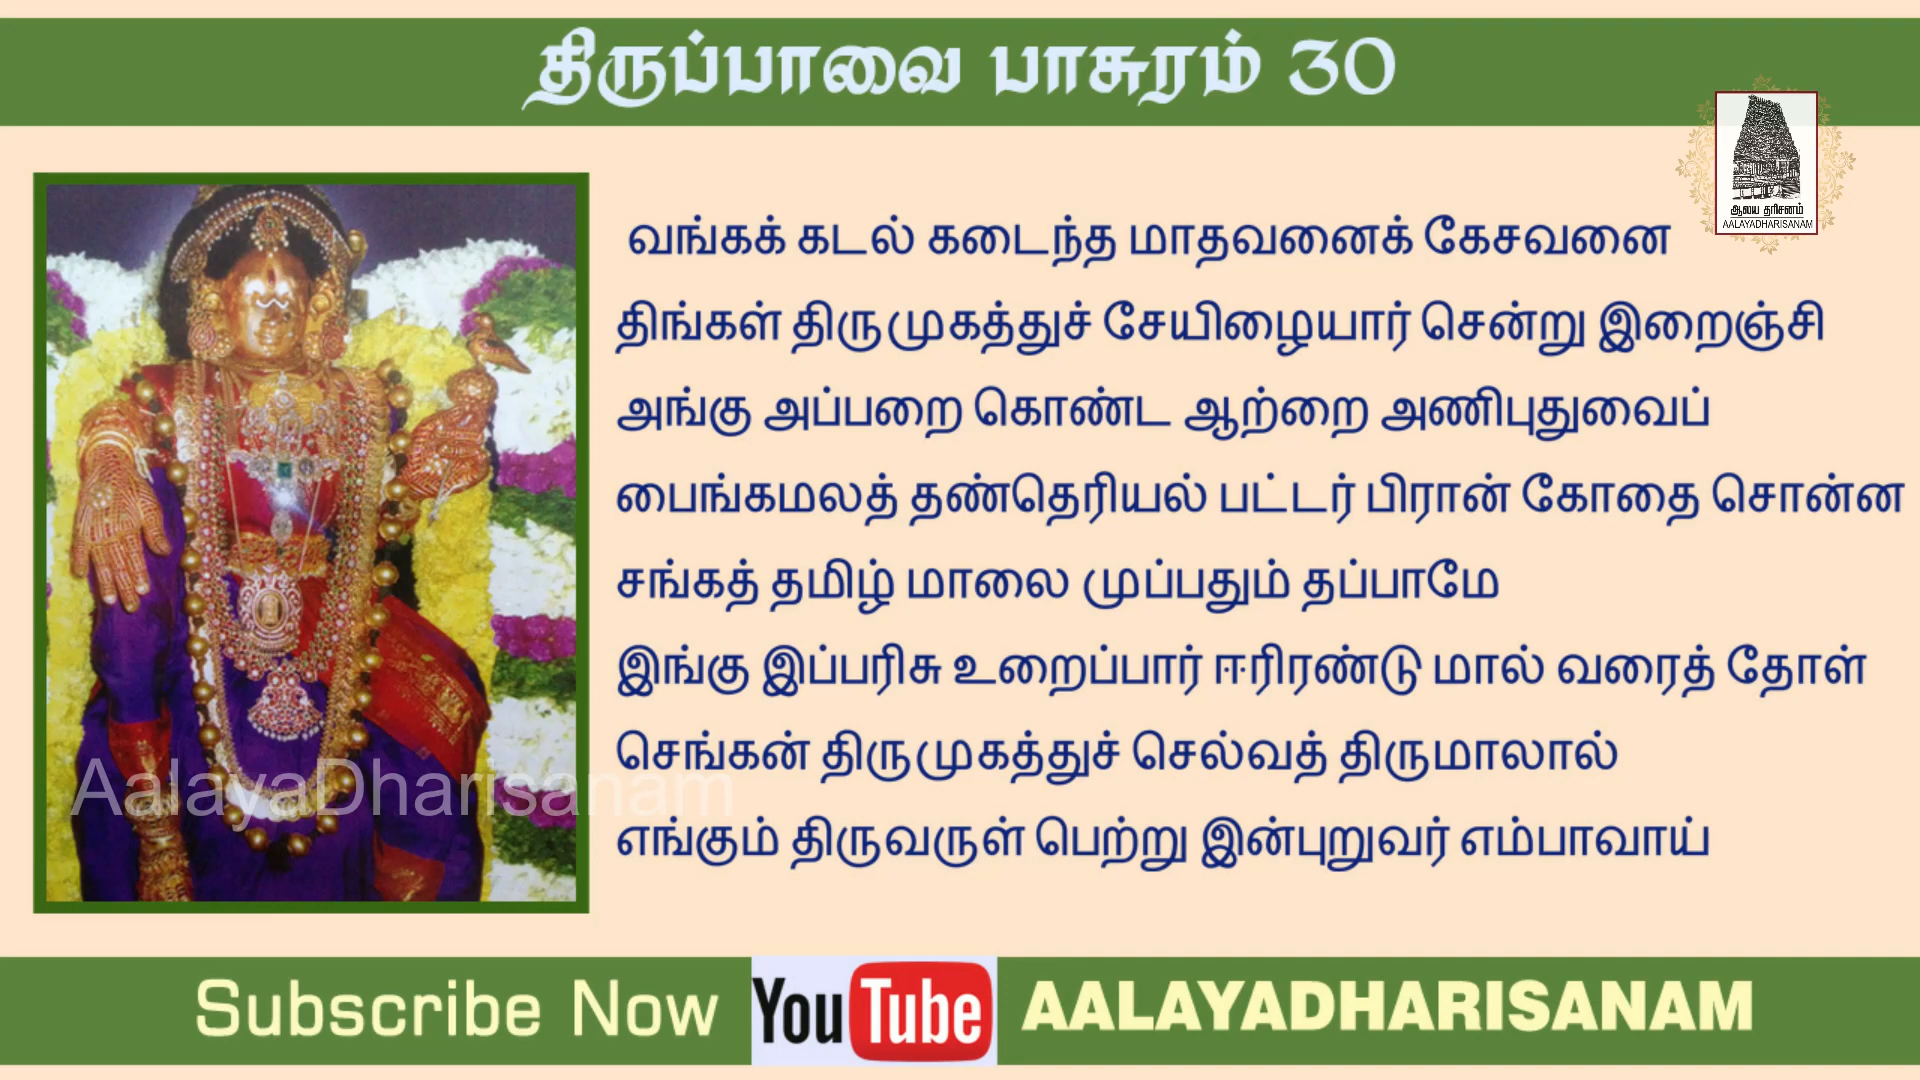 திருப்பாவை பாசுரம் 30
ஆலய தரிசனம்
AALAYADHARISANAM
வங்கக் கடல் கடைந்த மாதவனைக் கேசவனை
திங்கள் திருமுகத்துச் சேயிழையார் சென்று இறைஞ்சி
அங்கு அப்பறை கொண்ட ஆற்றை அணிபுதுவைப்
பைங்கமலத் தண்தெரியல் பட்டர் பிரான் கோதை சொன்ன
சங்கத் தமிழ் மாலை முப்பதும் தப்பாமே
இங்கு இப்பரிசு உறைப்பார் ஈரிரண்டு மால் வரைத் தோள்
செங்கன் திருமுகத்துச் செல்வத் திருமாலால்
எங்கும் திருவருள் பெற்று இன்புறுவர் எம்பாவாய்
AalayaDharisanam
Subscribe Now YouTube AALAYADHARISANAM